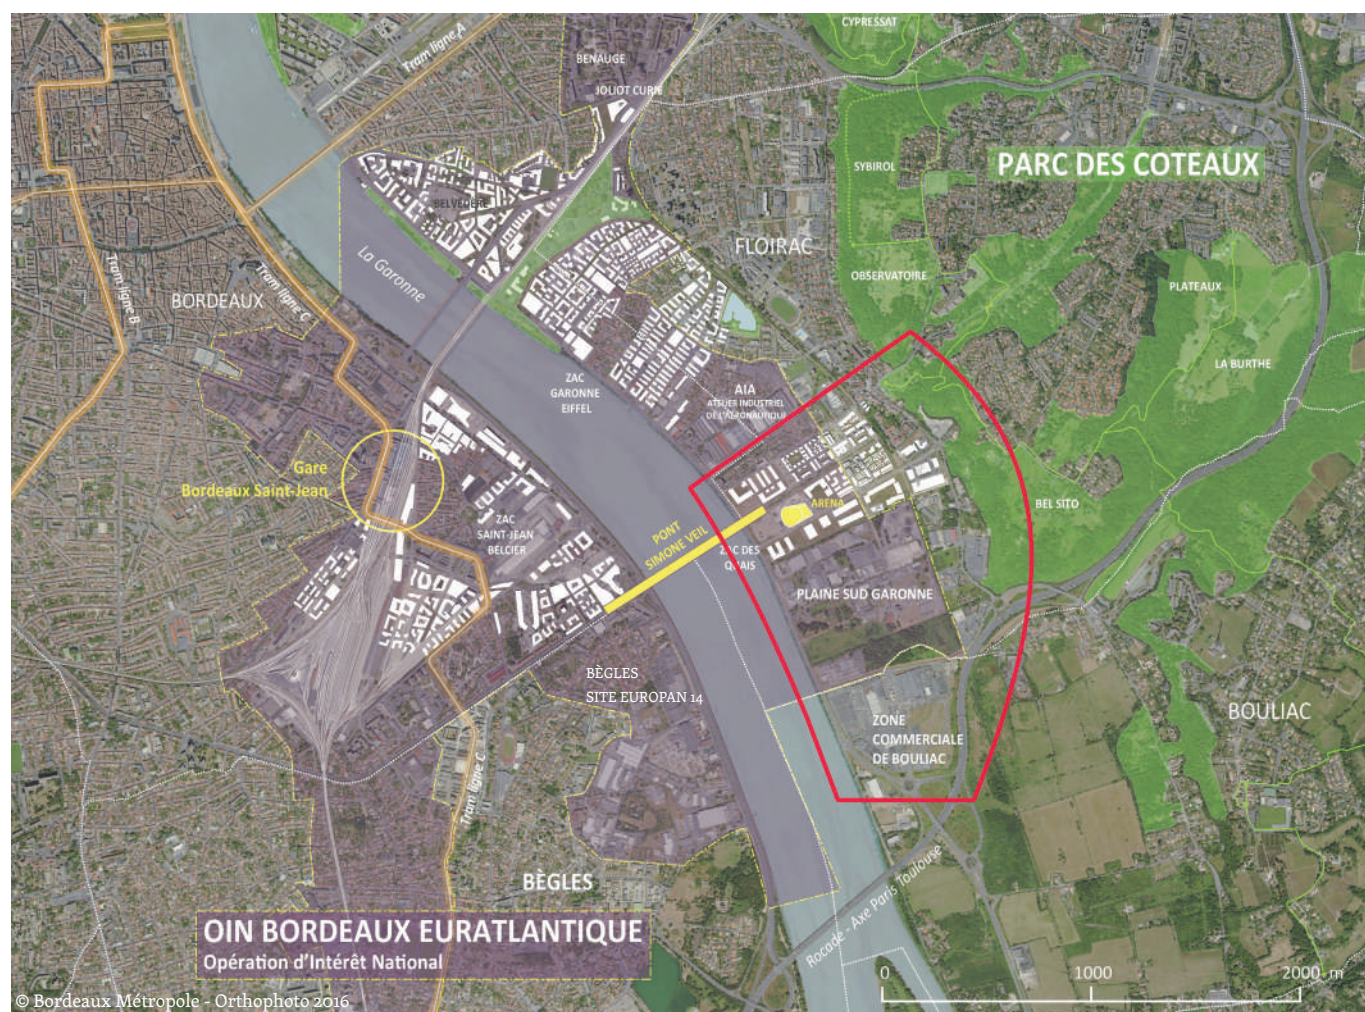 CYPRESSAT
Tram ligne A
BENAUGE
JOLIOT CURIE
PARC DES COTEAUX
SYBIROL
BELVÉDÈRE
FLOIRAC
La Garonne
OBSERVATOIRE
PLATEAUX
Tram ligne B
Tram ligne C
BORDEAUX
LA BURTHE
ZAC
GARONNE
EIFFEL
AIA
ATELIER INDUSTRIEL
DE L'AÉRONAUTIQUE
Gare
Bordeaux Saint-Jean
ARENA
BEL SITO
ZAC
SAINT-JEAN
BELCIER
PONT
SIMONE VEIL
ZAC DES
QUAIS
PLAINE SUD GARONNE
BÈGLES
SITE EUROPAN 14
ZONE
COMMERCIALE
DE BOULIAC
BOULIAC
Tram ligne C
BÈGLES
Rocade - Axe Paris Toulouse
OIN BORDEAUX EURATLANTIQUE
Opération d'Intérêt National
0 1000 2000 m
© Bordeaux Métropole - Orthophoto 2016